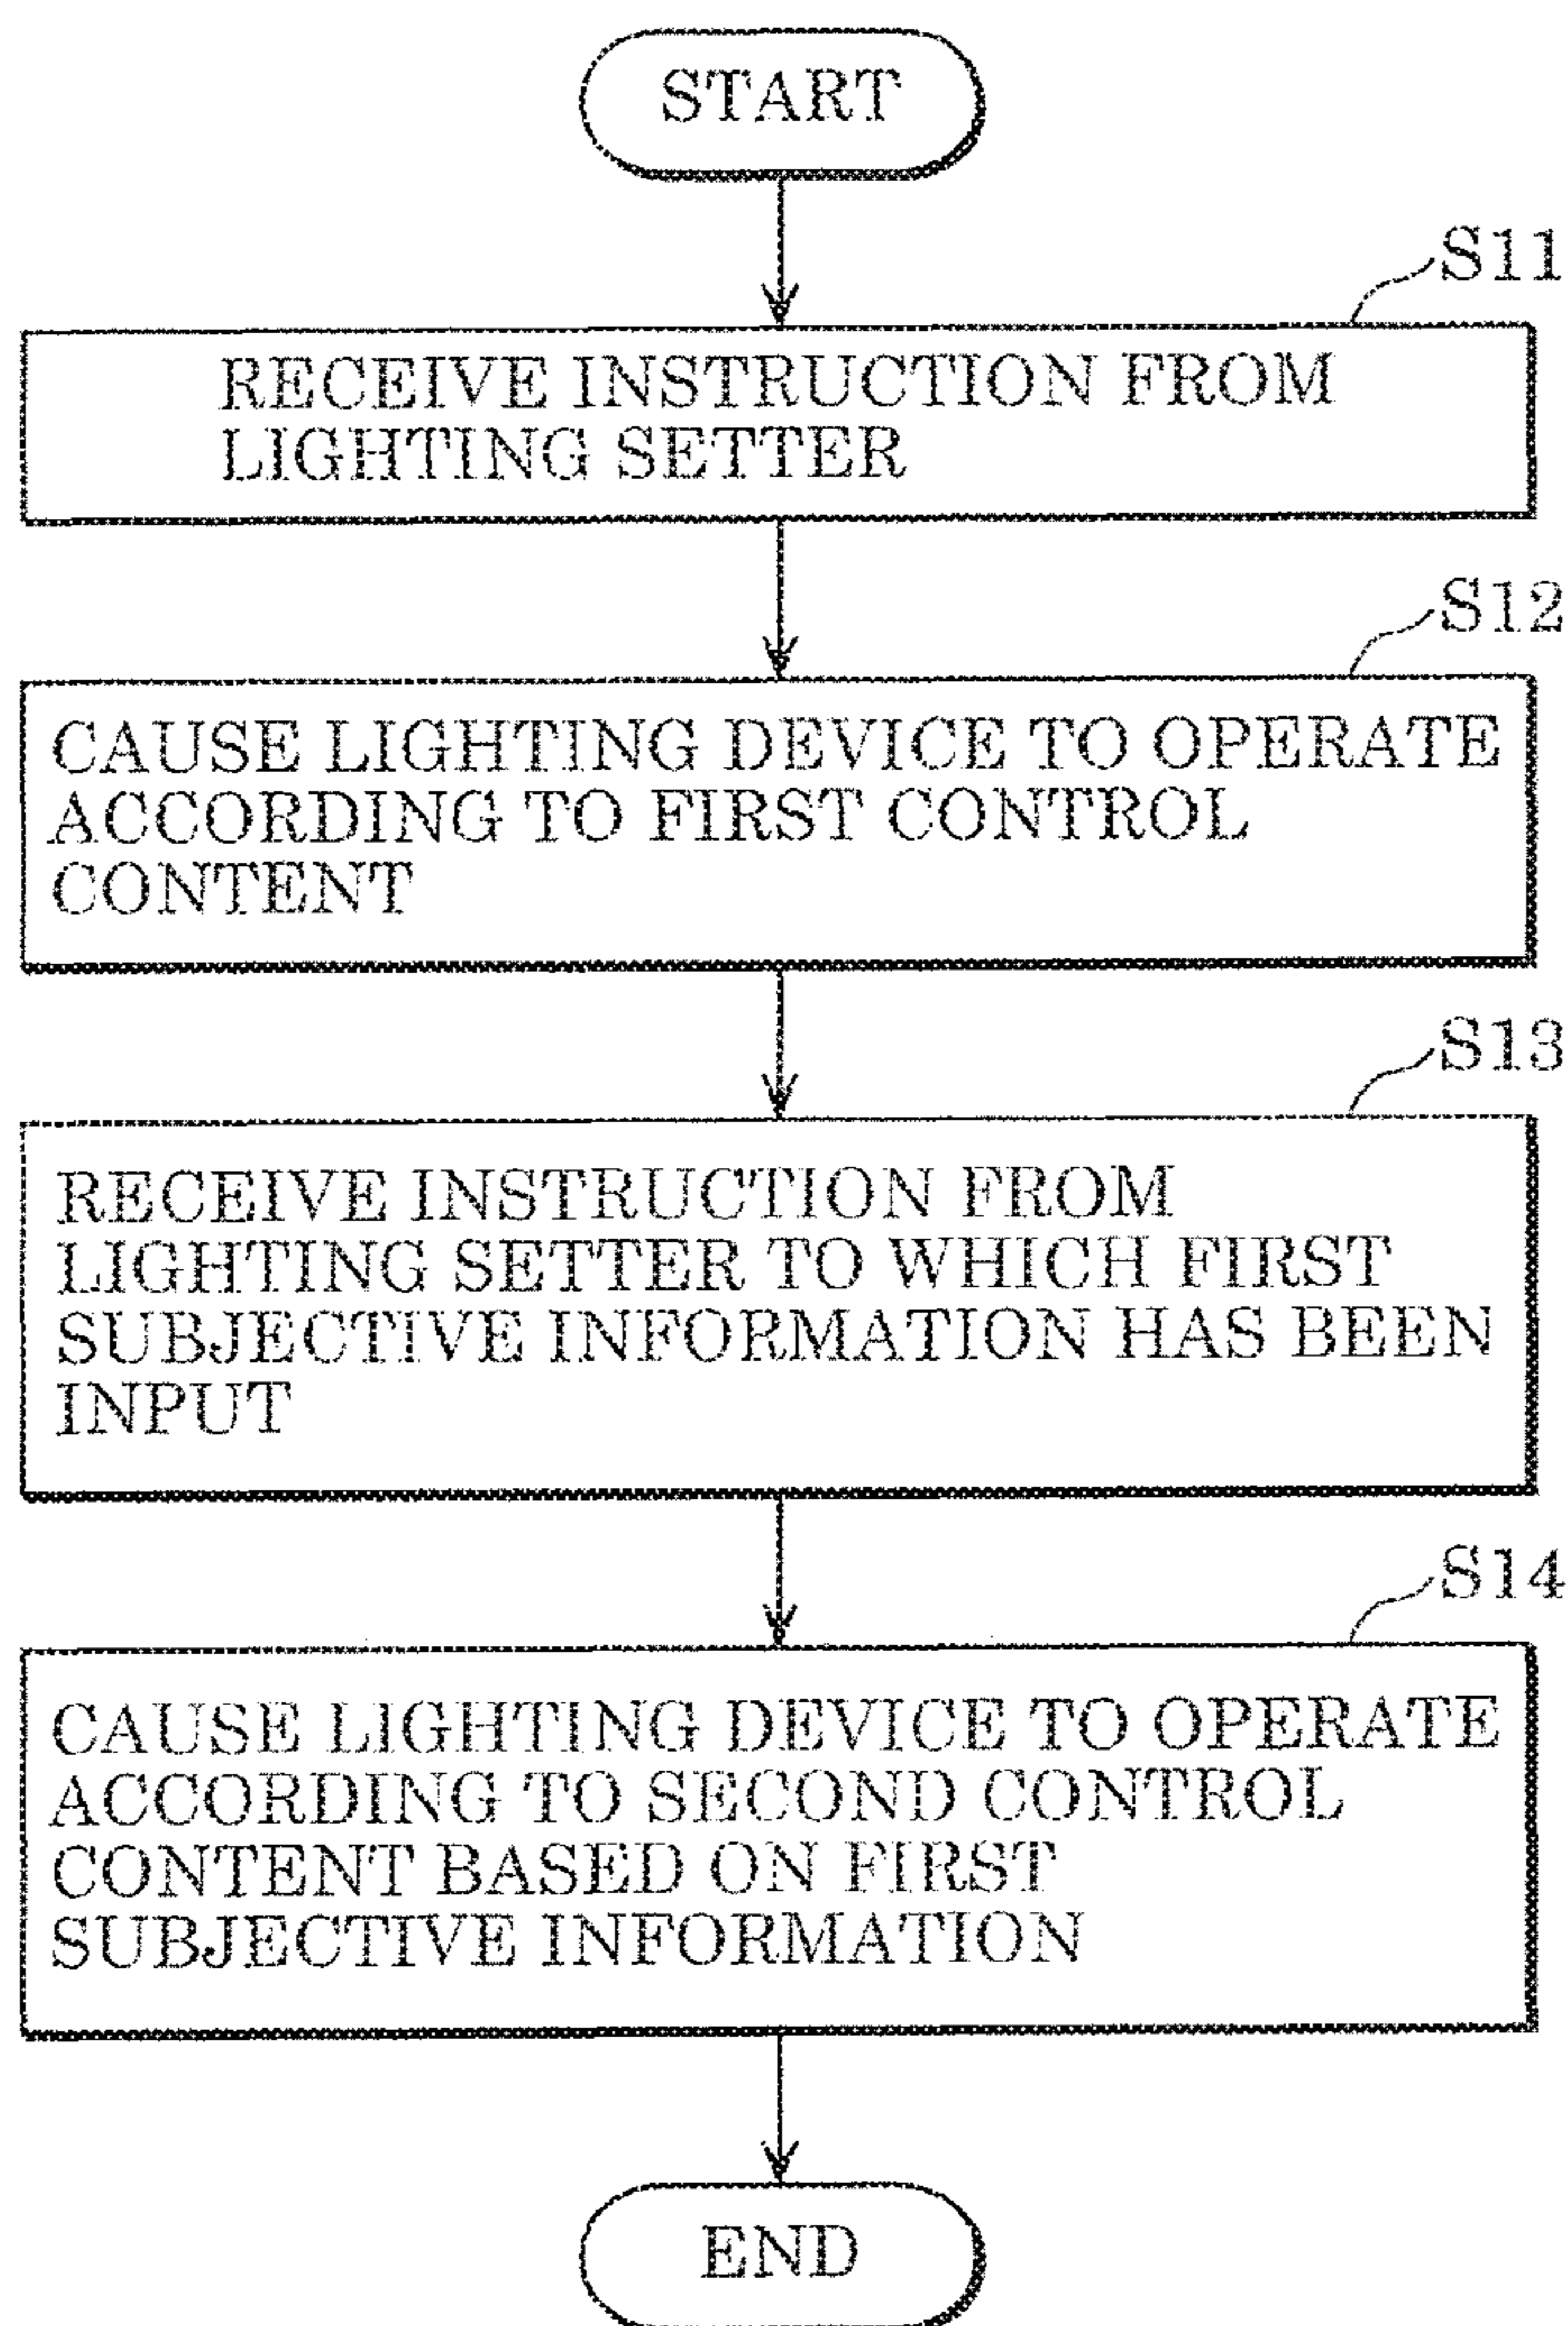 START
S11
RECEIVE INSTRUCTION FROM
LIGHTING SETTER
S12
CAUSE LIGHTING DEVICE TO OPERATE
ACCORDING TO FIRST CONTROL
CONTENT
S13
RECEIVE INSTRUCTION FROM
LIGHTING SETTER TO WHICH FIRST
SUBJECTIVE INFORMATION HAS BEEN
INPUT
S14
CAUSE LIGHTING DEVICE TO OPERATE
ACCORDING TO SECOND CONTROL
CONTENT BASED ON FIRST
SUBJECTIVE INFORMATION
END